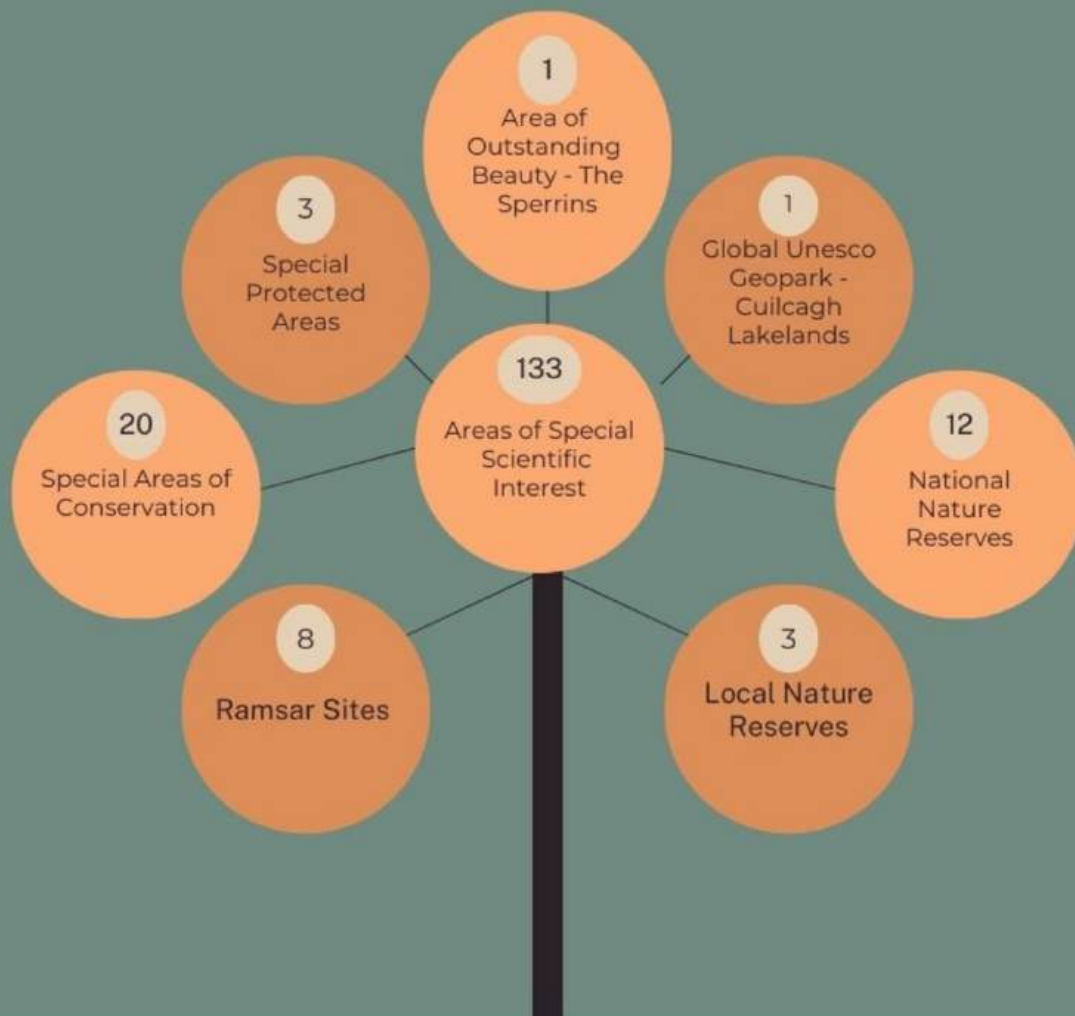 1
Area of
Outstanding
Beauty - The
Sperrins
3
Special
Protected
Areas
1
Global Unesco
Geopark -
Cuilcagh
Lakelands
133
Areas of Special
Scientific
Interest
20
Special Areas of
Conservation
12
National
Nature
Reserves
8
Ramsar Sites
3
Local Nature
Reserves